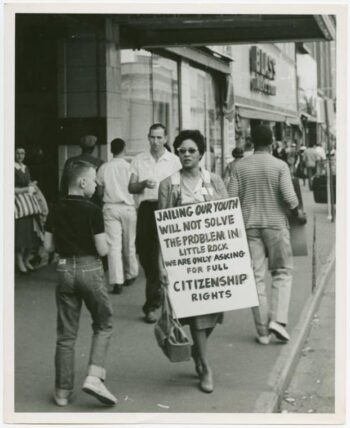 JAILING OUR YOUTH
WILL NOT SOLVE
THE PROBLEM IN
LITTLE ROCK.
WE ARE ONLY ASKING
FOR FULL
CITIZENSHIP
RIGHTS